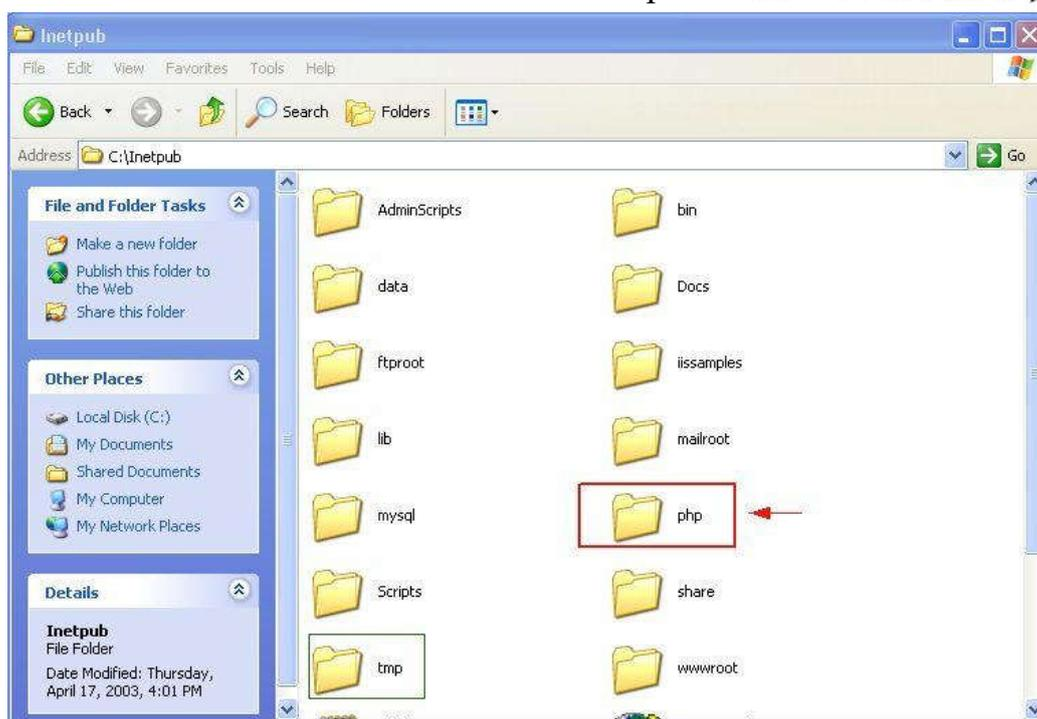 Inetpub
File Edit View Favorites Tools Help
Back Search Folders
Address C:\Inetpub Go
File and Folder Tasks
Make a new folder
Publish this folder to
the Web
Share this folder
Other Places
Local Disk (C:)
My Documents
Shared Documents
My Computer
My Network Places
Details
Inetpub
File Folder
Date Modified: Thursday,
April 17, 2003, 4:01 PM
AdminScripts bin
data Docs
ftproot iissamples
lib mailroot
mysql php
Scripts share
tmp wwwroot